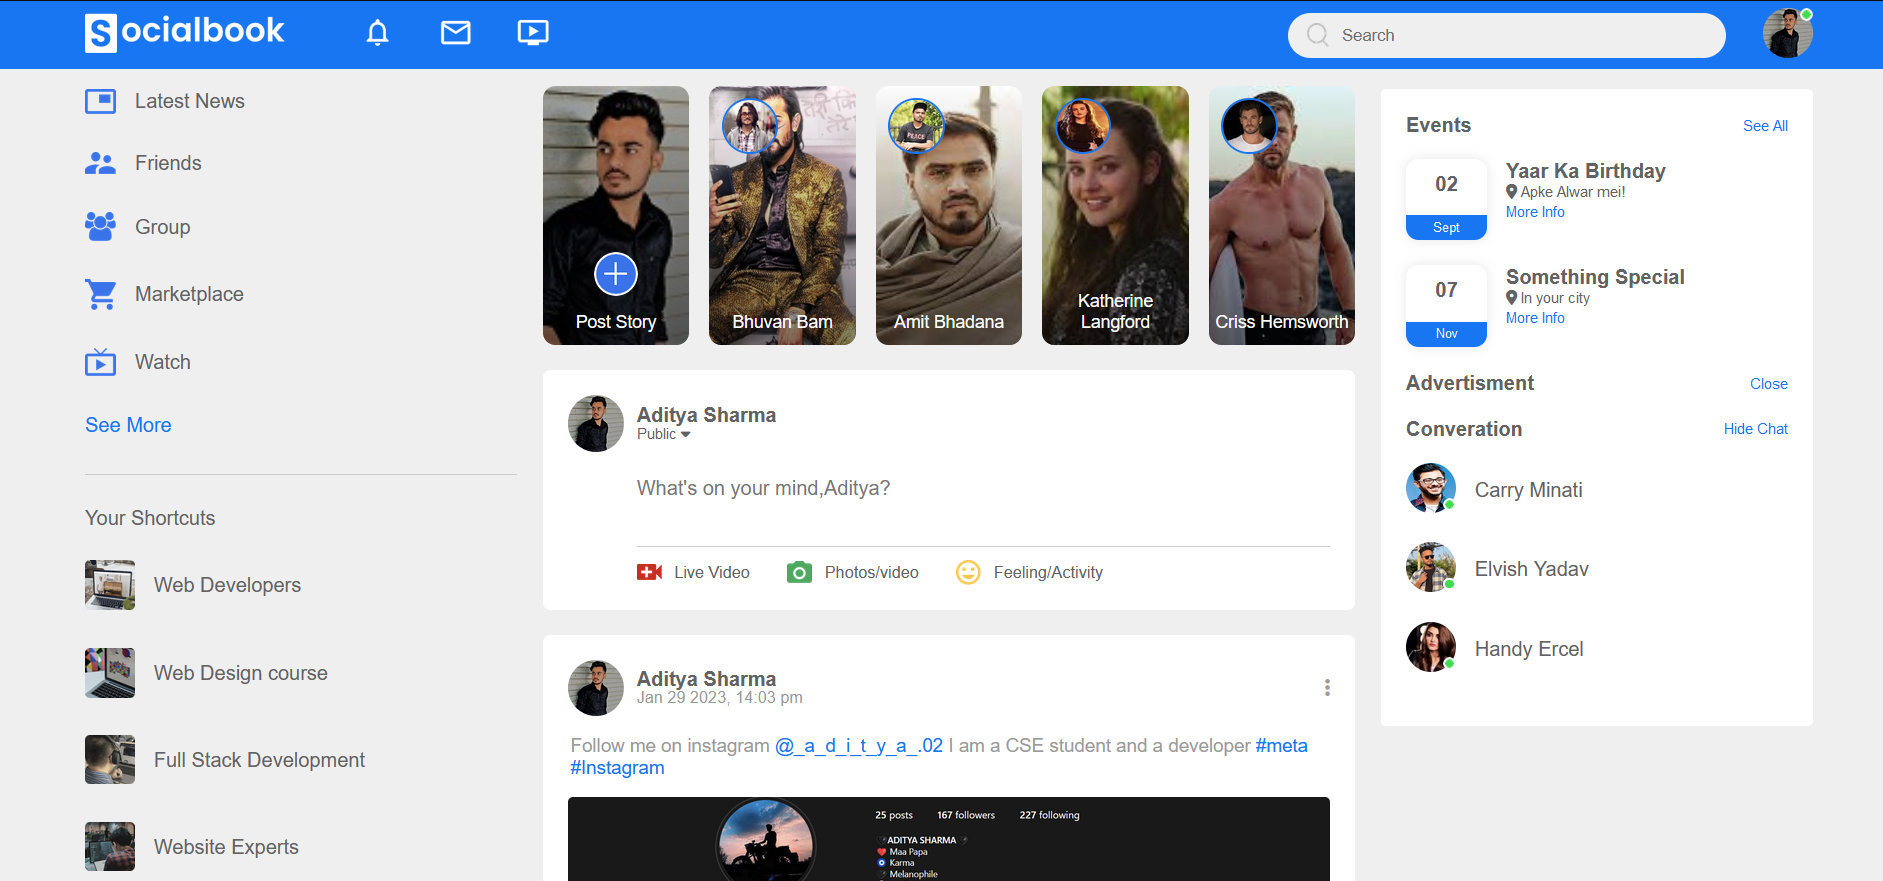 Socialbook
Search
Latest News
Friends
Group
Marketplace
Watch
See More
Your Shortcuts
Web Developers
Web Design course
Full Stack Development
Website Experts
Post Story
Bhuvan Bam
Amit Bhadana
Katherine
Langford
Criss Hemsworth
Aditya Sharma
Public
What's on your mind,Aditya?
Live Video
Photos/video
Feeling/Activity
Aditya Sharma
Jan 29 2023, 14:03 pm
Follow me on instagram @_a_d_i_t_y_a_.02 I am a CSE student and a developer #meta
#Instagram
25 posts 167 followers 227 following
ADITYA SHARMA
Maa Papa
Karma
Melanophile
Events
See All
02
Sept
Yaar Ka Birthday
Apke Alwar mei!
More Info
07
Nov
Something Special
In your city
More Info
Advertisment
Close
Converation
Hide Chat
Carry Minati
Elvish Yadav
Handy Ercel